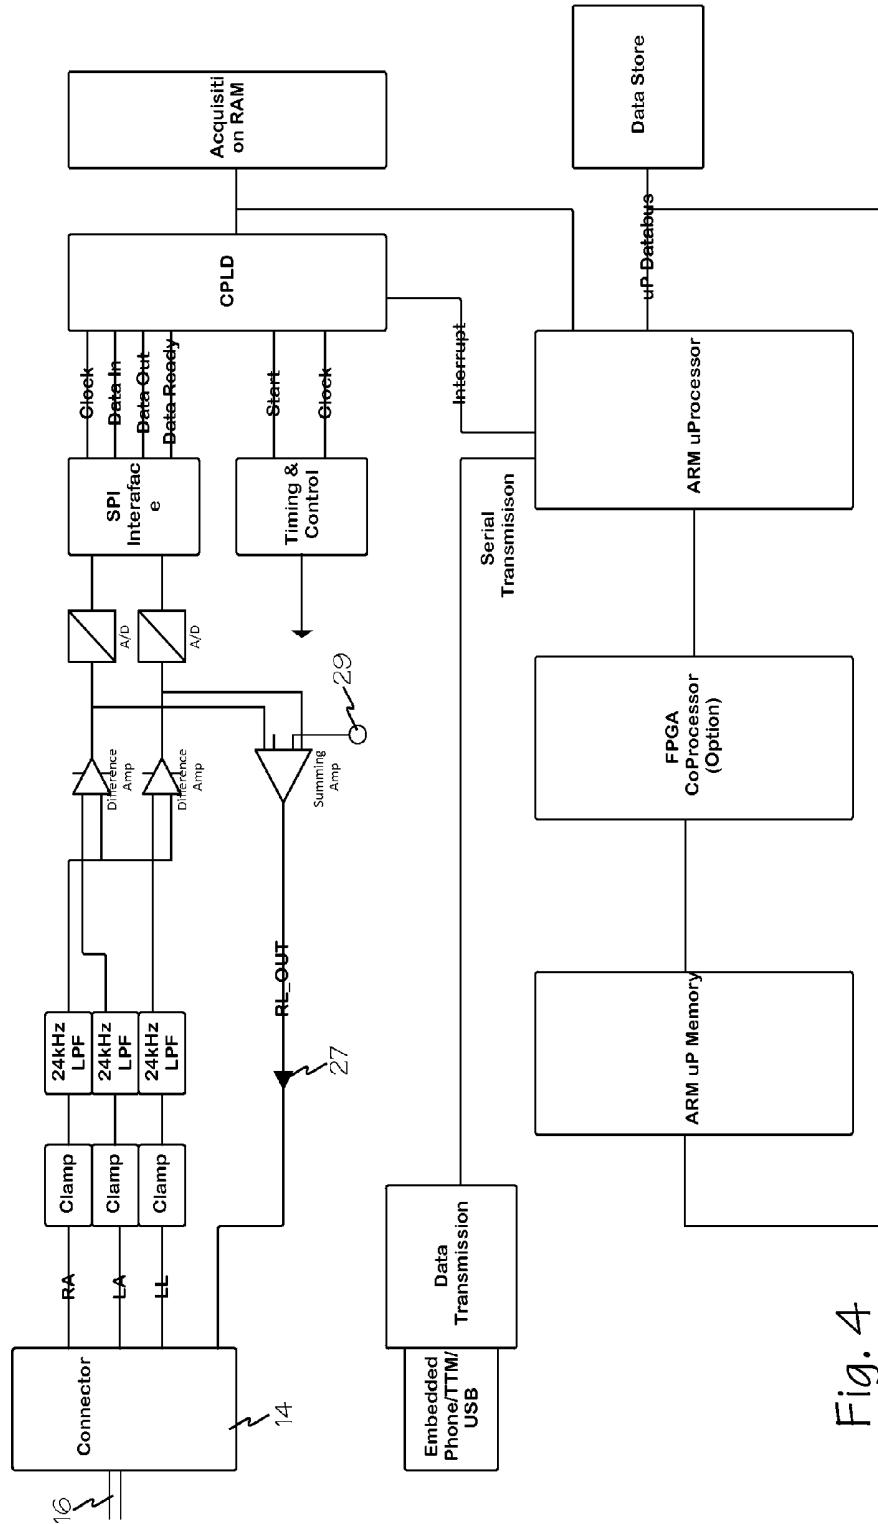 16
Connector
14
RA
LA
LL
Clamp
Clamp
Clamp
24kHz
LPF
24kHz
LPF
24kHz
LPF
Difference
Amp
Difference
Amp
A/D
A/D
SPI
Interafac
e
Clock
Data In
Data Out
Data Ready
CPLD
Acquisiti
on RAM
27
RL_OUT
Summing
Amp
29
Timing &
Control
Start
Clock
Interrupt
Embedded
Phone/TTM/
USB
Data
Transmission
Serial
Transmisison
ARM uP Memory
FPGA
CoProcessor
(Option)
ARM uProcessor
uP Databus
Data Store
Fig. 4